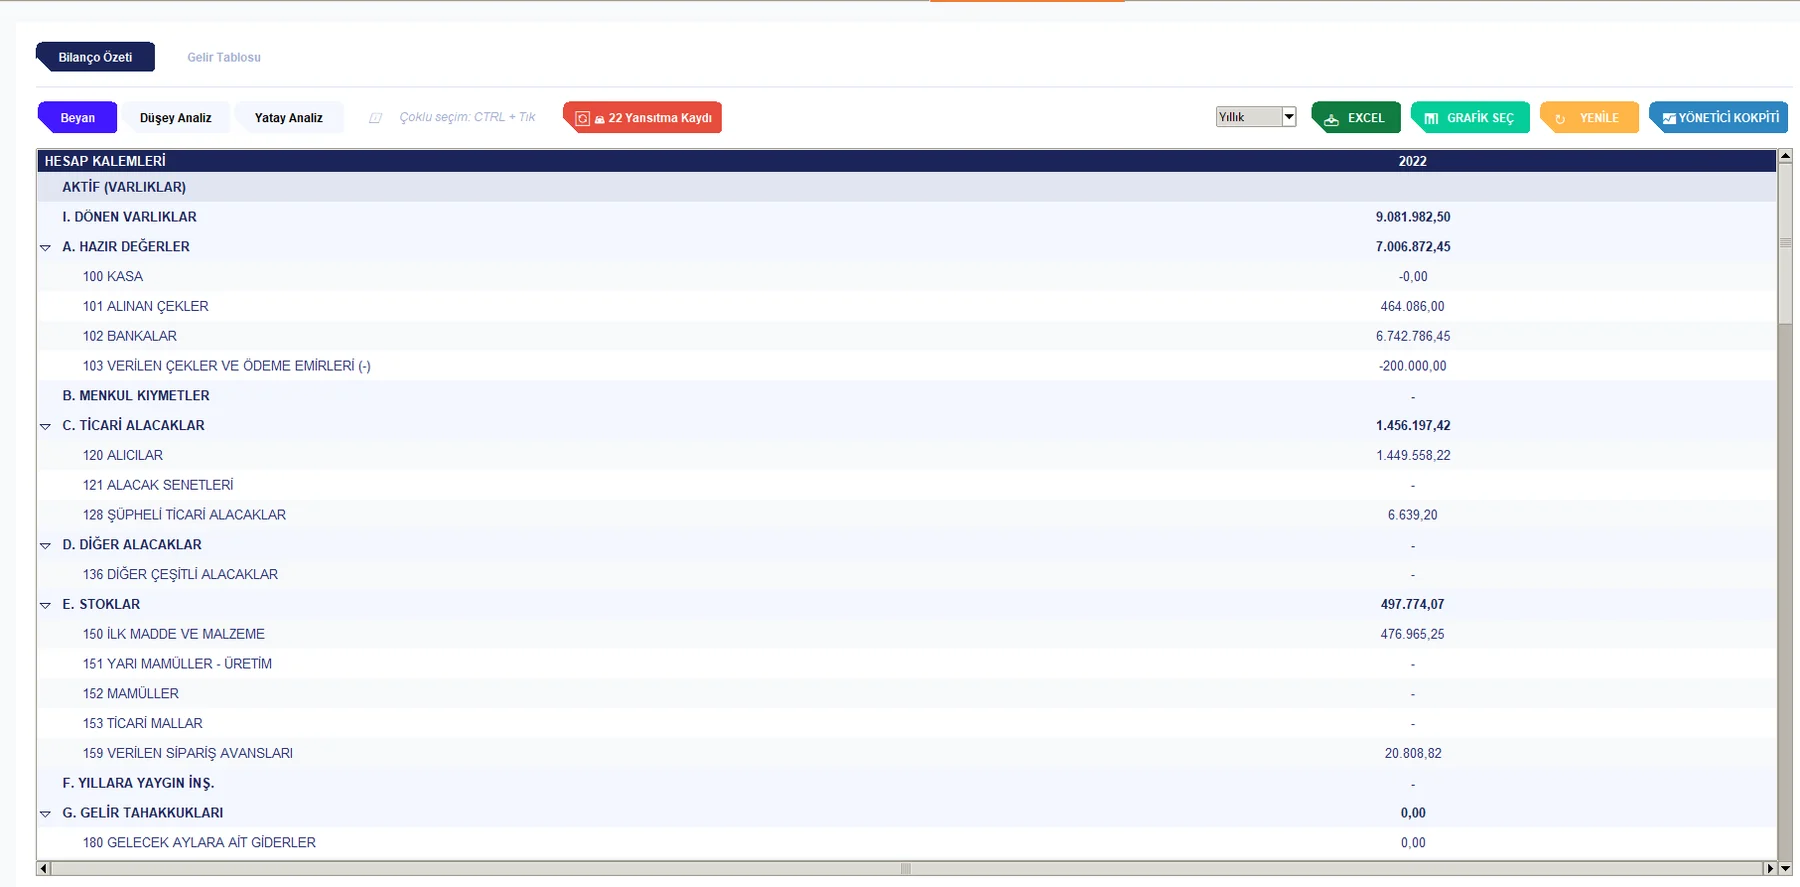 Bilanço Özeti Gelir Tablosu
Beyan Düşey Analiz Yatay Analiz Çoklu seçim: CTRL + Tık 22 Yansıtma Kaydı Yıllık EXCEL GRAFİK SEÇ YENİLE YÖNETİCİ KOKPİTİ
HESAP KALEMLERİ 2022
AKTİF (VARLIKLAR)
I. DÖNEN VARLIKLAR 9.081.982,50
A. HAZIR DEĞERLER 7.006.872,45
100 KASA -0,00
101 ALINAN ÇEKLER 464.086,00
102 BANKALAR 6.742.786,45
103 VERİLEN ÇEKLER VE ÖDEME EMİRLERİ (-) -200.000,00
B. MENKUL KIYMETLER -
C. TİCARİ ALACAKLAR 1.456.197,42
120 ALICILAR 1.449.558,22
121 ALACAK SENETLERİ -
128 ŞÜPHELİ TİCARİ ALACAKLAR 6.639,20
D. DİĞER ALACAKLAR -
136 DİĞER ÇEŞİTLİ ALACAKLAR -
E. STOKLAR 497.774,07
150 İLK MADDE VE MALZEME 476.965,25
151 YARI MAMÜLLER - ÜRETİM -
152 MAMÜLLER -
153 TİCARİ MALLAR -
159 VERİLEN SİPARİŞ AVANSLARI 20.808,82
F. YILLARA YAYGIN İNŞ. -
G. GELİR TAHAKKUKLARI 0,00
180 GELECEK AYLARA AİT GİDERLER 0,00